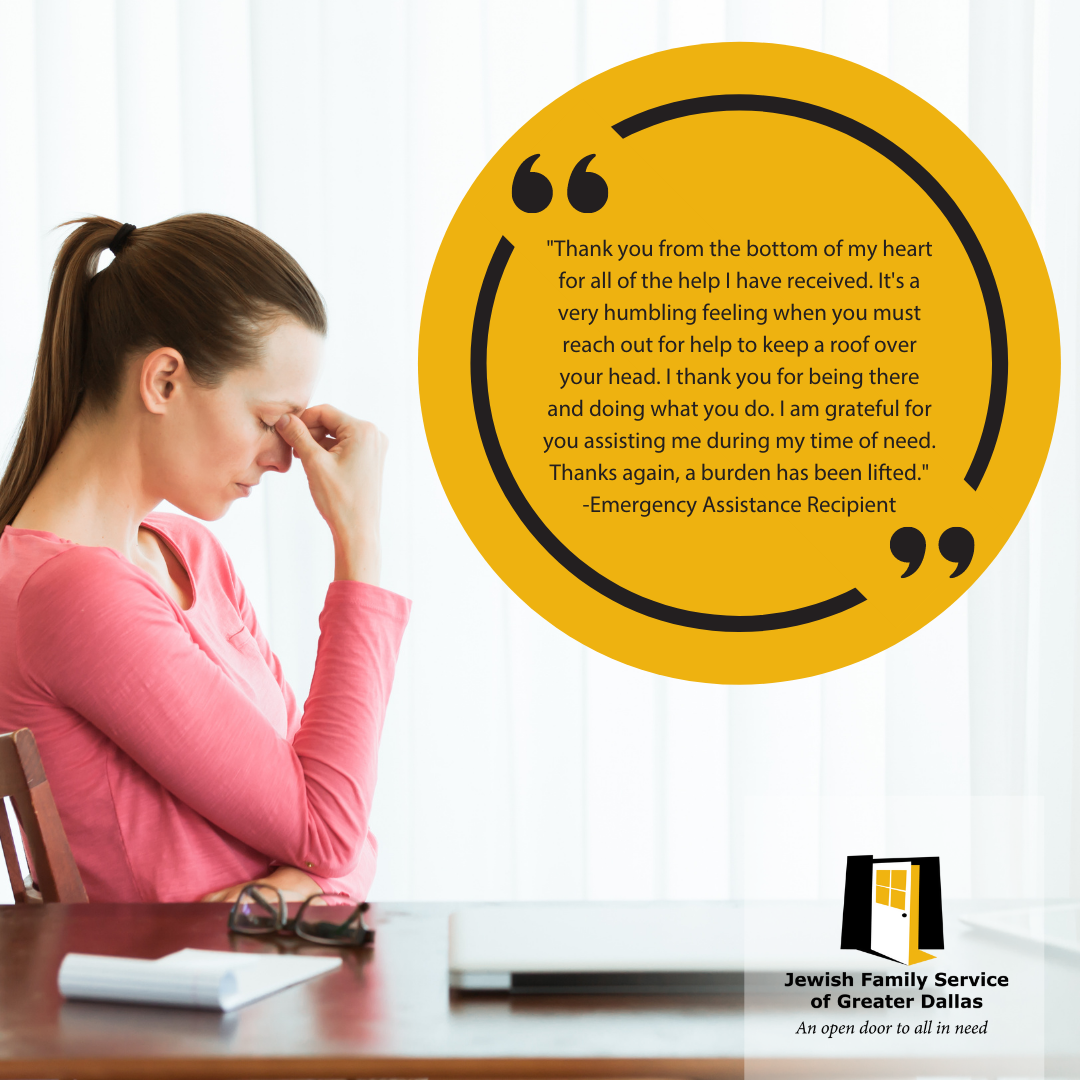 "Thank you from the bottom of my heart
for all of the help I have received. It's a
very humbling feeling when you must
reach out for help to keep a roof over
your head. I thank you for being there
and doing what you do. I am grateful for
you assisting me during my time of need.
Thanks again, a burden has been lifted."
-Emergency Assistance Recipient
Jewish Family Service
of Greater Dallas
An open door to all in need